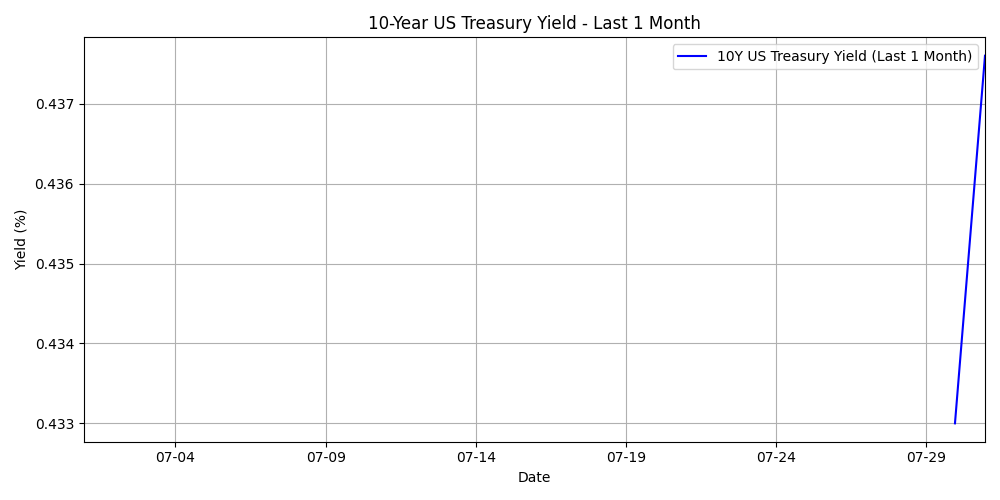 10-Year US Treasury Yield - Last 1 Month
10Y US Treasury Yield (Last 1 Month)
Yield (%)
0.437
0.436
0.435
0.434
0.433
07-04
07-09
07-14
07-19
07-24
07-29
Date